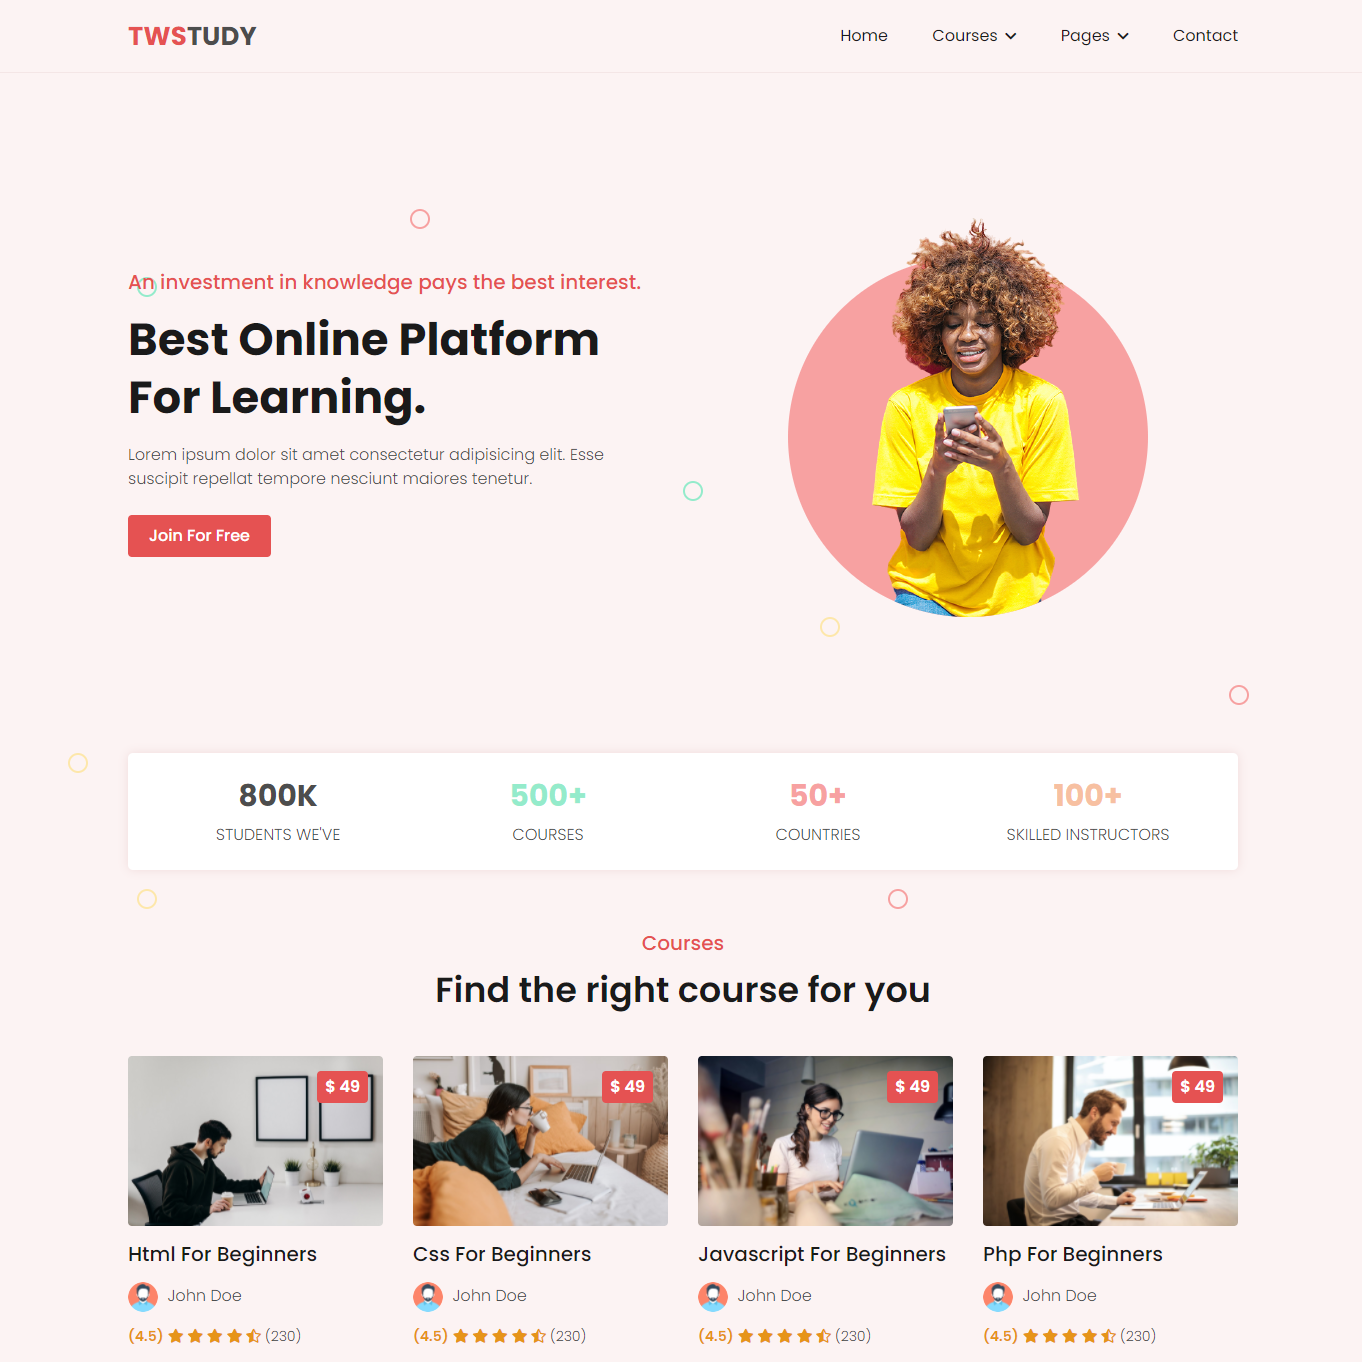 TWSTUDY
Home Courses Pages Contact
An investment in knowledge pays the best interest.
Best Online Platform
For Learning.
Lorem ipsum dolor sit amet consectetur adipisicing elit. Esse
suscipit repellat tempore nesciunt maiores tenetur.
Join For Free
800K 500+ 50+ 100+
STUDENTS WE'VE COURSES COUNTRIES SKILLED INSTRUCTORS
Courses
Find the right course for you
$ 49 $ 49 $ 49 $ 49
Html For Beginners Css For Beginners Javascript For Beginners Php For Beginners
John Doe John Doe John Doe John Doe
(4.5) (230) (4.5) (230) (4.5) (230) (4.5) (230)